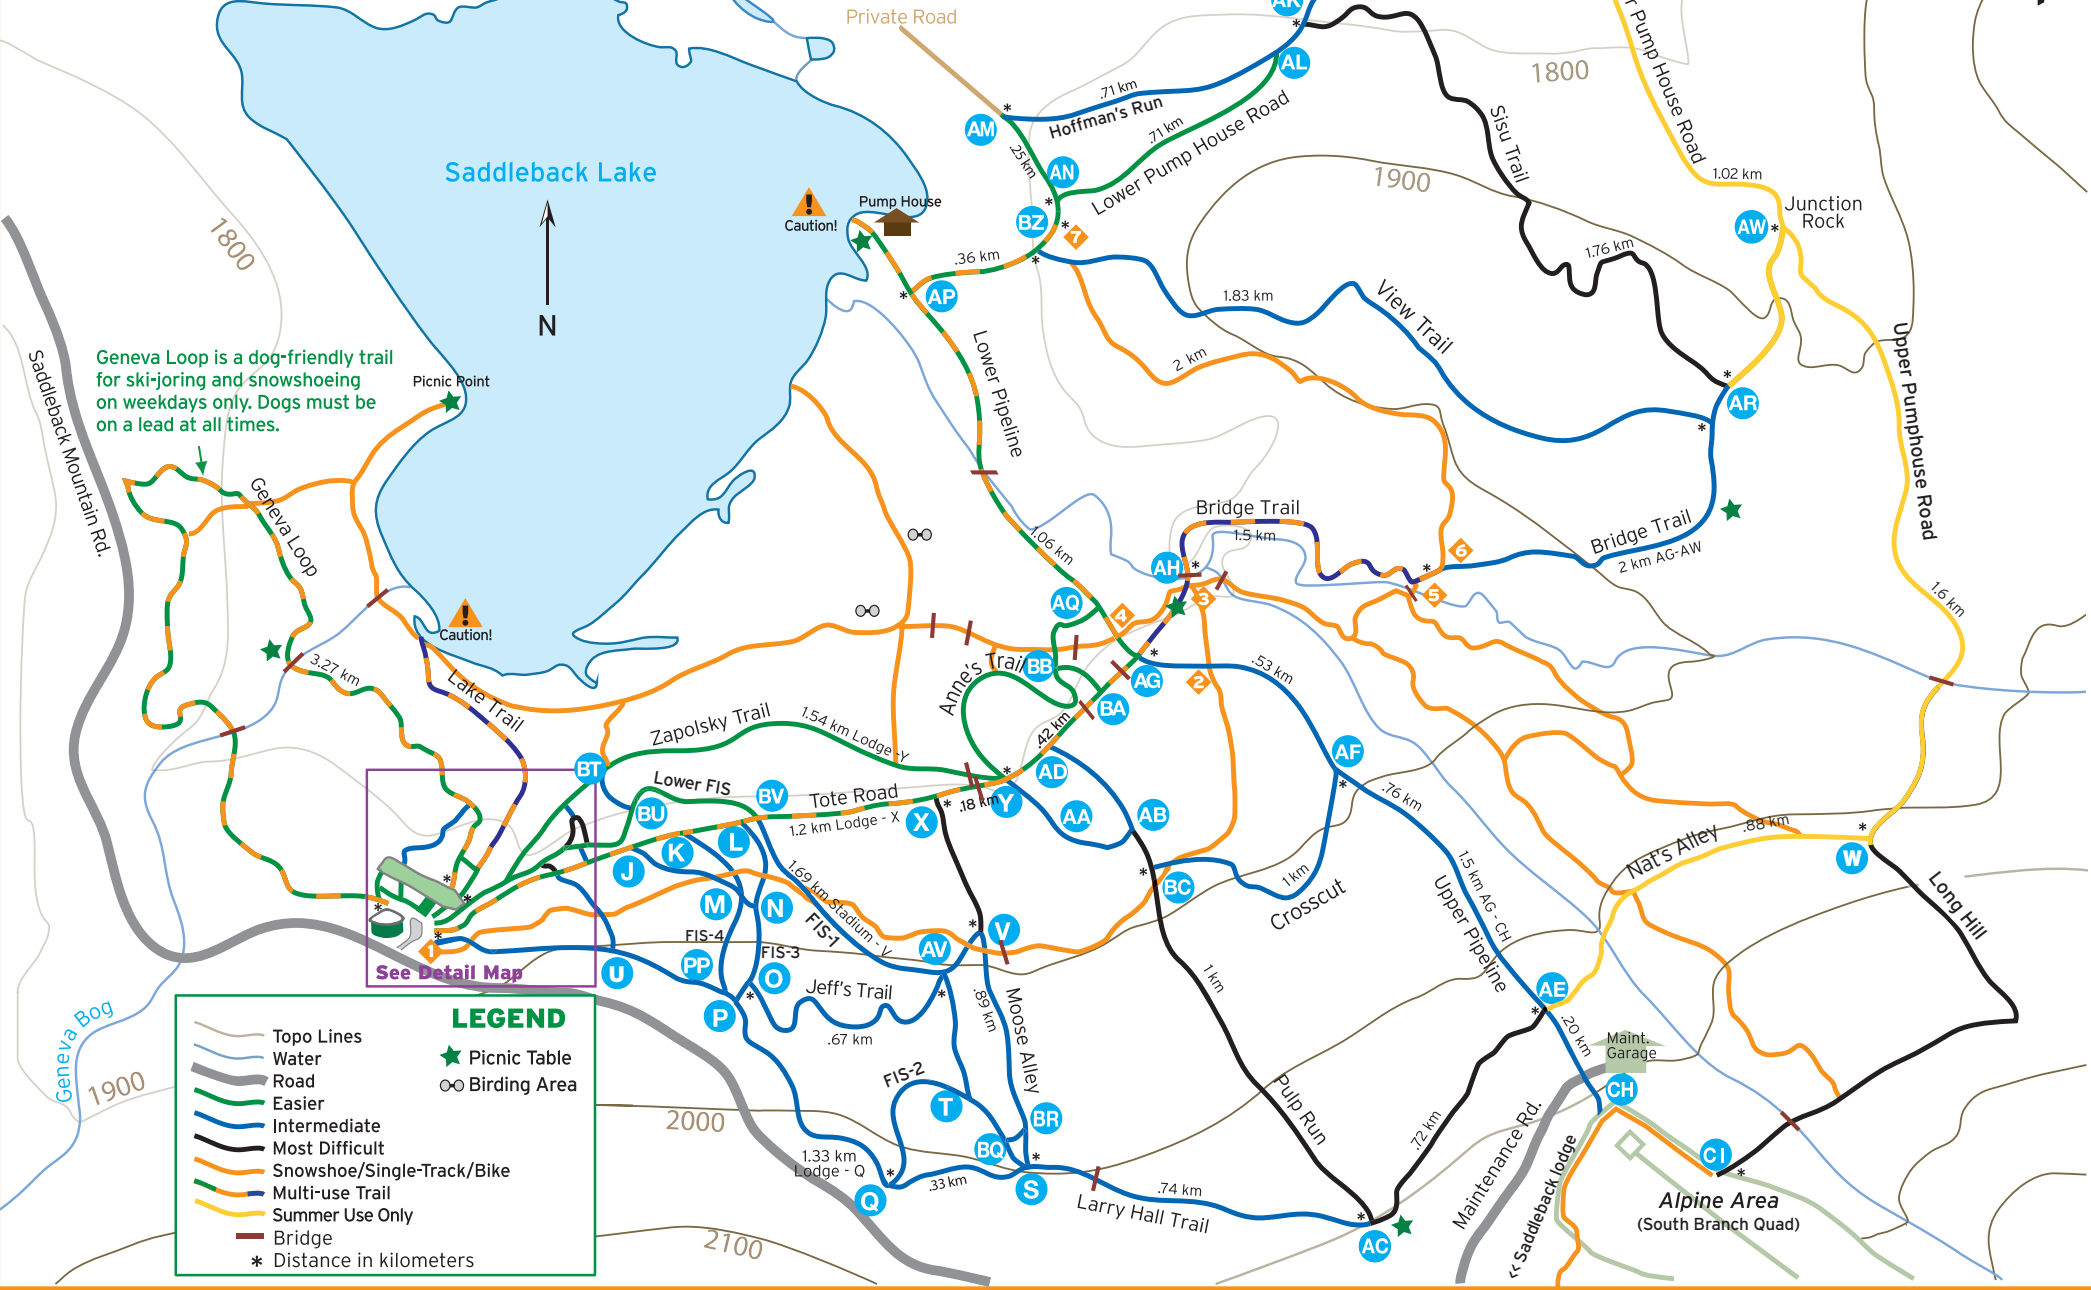 Private Road
AK
AL
.71 km
Hoffman's Run
AM
.25 km
.71 km
Lower Pump House Road
AN
BZ
7
1800
Sisu Trail
r Pump House Road
1.02 km
Junction
Rock
AW
1900
1.76 km
Saddleback Lake
N
Caution!
Pump House
.36 km
AP
1.83 km
View Trail
2 km
AR
Upper Pumphouse Road
1800
Saddleback Mountain Rd.
Geneva Loop is a dog-friendly trail
for ski-joring and snowshoeing
on weekdays only. Dogs must be
on a lead at all times.
Picnic Point
Lower Pipeline
Geneva Loop
1.06 km
Bridge Trail
1.5 km
Bridge Trail
2 km AG-AW
6
5
AH
3
AQ
4
1.6 km
Caution!
3.27 km
Lake Trail
Anne's Trail
BB
AG
.53 km
2
BA
Zapolsky Trail
1.54 km Lodge -Y
.42 km
BT
Lower FIS
BV
BU
Tote Road
1.2 km Lodge - X
.18 km
AD
Y
X
AA
AB
AF
.76 km
Nat's Alley
.88 km
W
J
K
L
M
N
1.69 km Stadium - V
FIS-1
BC
1 km
Crosscut
1.5 km AG - CH
Upper Pipeline
Long Hill
1
See Detail Map
U
FIS-4
FIS-3
PP
O
P
AV
V
Jeff's Trail
.67 km
.89 km
Moose Alley
1 km
AE
.20 km
Maint.
Garage
CH
Geneva Bog
1900
LEGEND
Topo Lines
Water
Road
Easier
Intermediate
Most Difficult
Snowshoe/Single-Track/Bike
Multi-use Trail
Summer Use Only
Bridge
* Distance in kilometers
Picnic Table
Birding Area
2000
FIS-2
T
BR
BQ
1.33 km
Lodge - Q
Q
.33 km
S
Pulp Run
.72 km
.74 km
Larry Hall Trail
AC
Maintenance Rd.
<< Saddleback lodge
CI
Alpine Area
(South Branch Quad)
2100